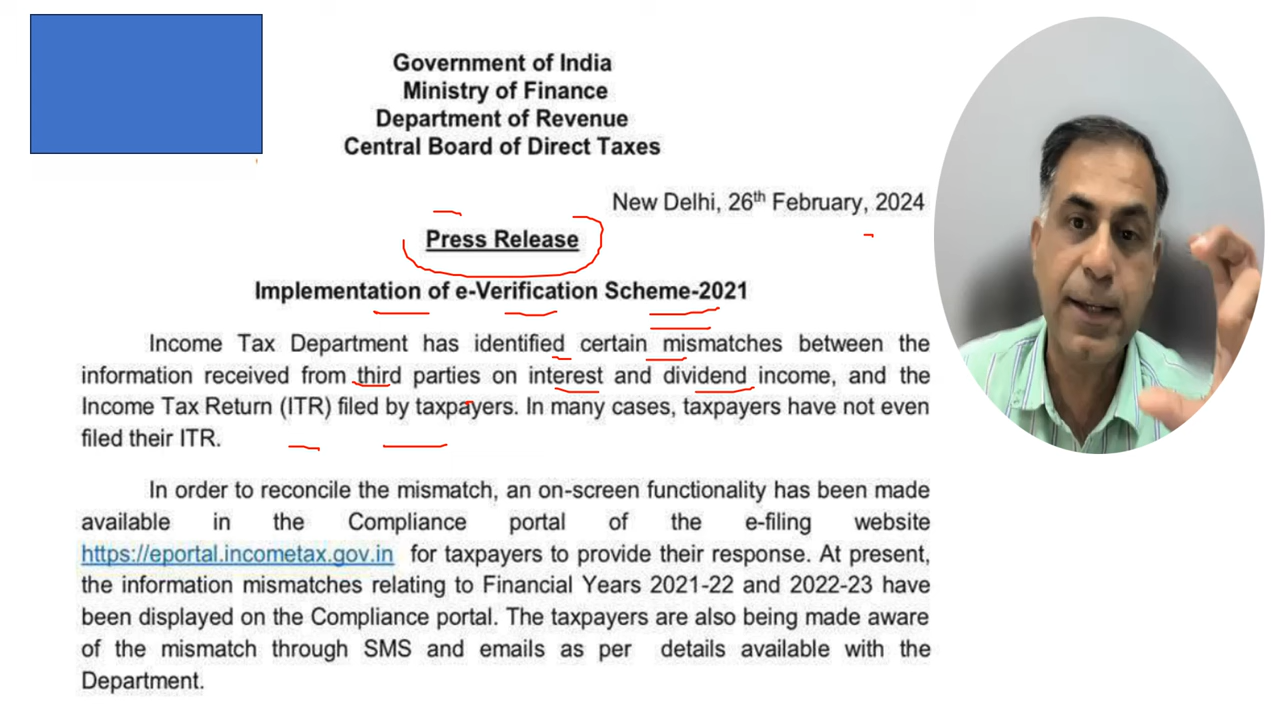 Government of India
Ministry of Finance
Department of Revenue
Central Board of Direct Taxes
New Delhi, 26th February, 2024
Press Release
Implementation of e-Verification Scheme-2021
Income Tax Department has identified certain mismatches between the
information received from third parties on interest and dividend income, and the
Income Tax Return (ITR) filed by taxpayers. In many cases, taxpayers have not even
filed their ITR.
In order to reconcile the mismatch, an on-screen functionality has been made
available in the Compliance portal of the e-filing website
https://eportal.incometax.gov.in for taxpayers to provide their response. At present,
the information mismatches relating to Financial Years 2021-22 and 2022-23 have
been displayed on the Compliance portal. The taxpayers are also being made aware
of the mismatch through SMS and emails as per details available with the
Department.